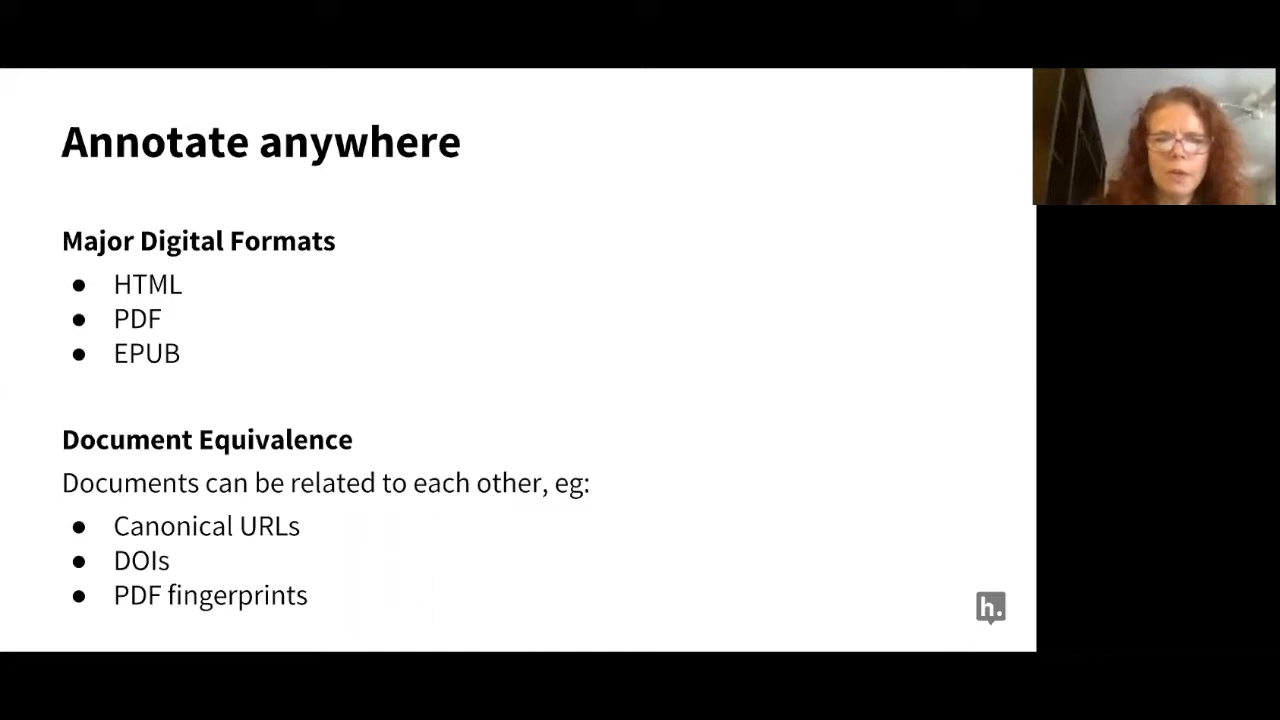 Annotate anywhere
Major Digital Formats
● HTML
● PDF
● EPUB
Document Equivalence
Documents can be related to each other, eg:
● Canonical URLs
● DOIs
● PDF fingerprints
h.